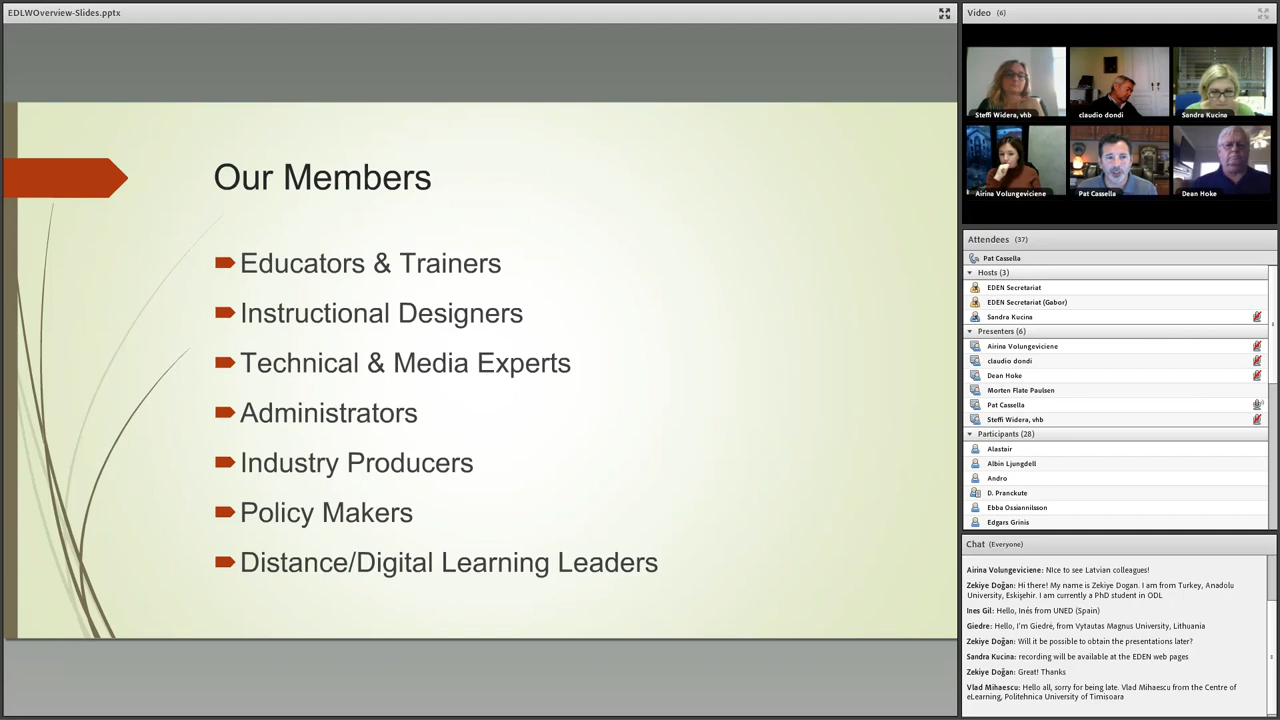 EDLWOverview-Slides.pptx
Our Members
Educators & Trainers
Instructional Designers
Technical & Media Experts
Administrators
Industry Producers
Policy Makers
Distance/Digital Learning Leaders
Video (6)
Steffi Widera, vhb
claudio dondi
Sandra Kucina
Airina Volungeviciene
Pat Cassella
Dean Hoke
Attendees (37)
Pat Cassella
Hosts (3)
EDEN Secretariat
EDEN Secretariat (Gabor)
Sandra Kucina
Presenters (6)
Airina Volungeviciene
claudio dondi
Dean Hoke
Morten Flate Paulsen
Pat Cassella
Steffi Widera, vhb
Participants (28)
Alastair
Albin Ljungdell
Andro
D. Pranckute
Ebba Ossiannilsson
Edgars Grinis
Chat (Everyone)
Airina Volungeviciene: NIce to see Latvian colleagues!
Zekiye Doğan: Hi there! My name is Zekiye Dogan. I am from Turkey, Anadolu
University, Eskişehir. I am currently a PhD student in ODL
Ines Gil: Hello, Inés from UNED (Spain)
Giedre: Hello, I'm Giedrė, from Vytautas Magnus University, Lithuania
Zekiye Doğan: Will it be possible to obtain the presentations later?
Sandra Kucina: recording will be available at the EDEN web pages
Zekiye Doğan: Great! Thanks
Vlad Mihaescu: Hello all, sorry for being late. Vlad Mihaescu from the Centre of
eLearning, Politehnica University of Timisoara